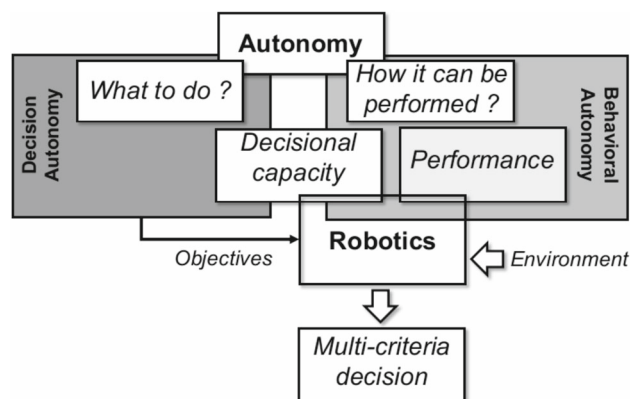 Autonomy
What to do ?
How it can be
performed ?
Decision
Autonomy
Behavioral
Autonomy
Decisional
capacity
Performance
Robotics
Objectives
Environment
Multi-criteria
decision